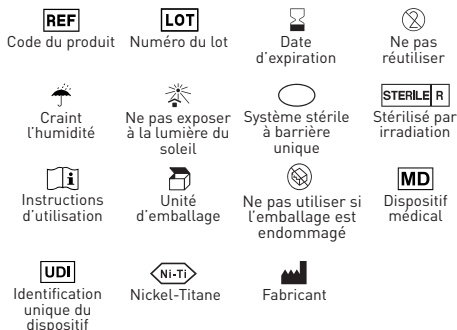 REF
LOT
2
Code du produit
Numéro du lot
Date
d'expiration
Ne pas
réutiliser
STERILE R
Craint
l'humidité
Ne pas exposer
à la lumière du
soleil
Système stérile
à barrière
unique
Stérilisé par
irradiation
i
MD
Instructions
d'utilisation
Unité
d'emballage
Ne pas utiliser si
l'emballage est
endommagé
Dispositif
médical
UDI
Ni-Ti
Identification
unique du
dispositif
Nickel-Titane
Fabricant